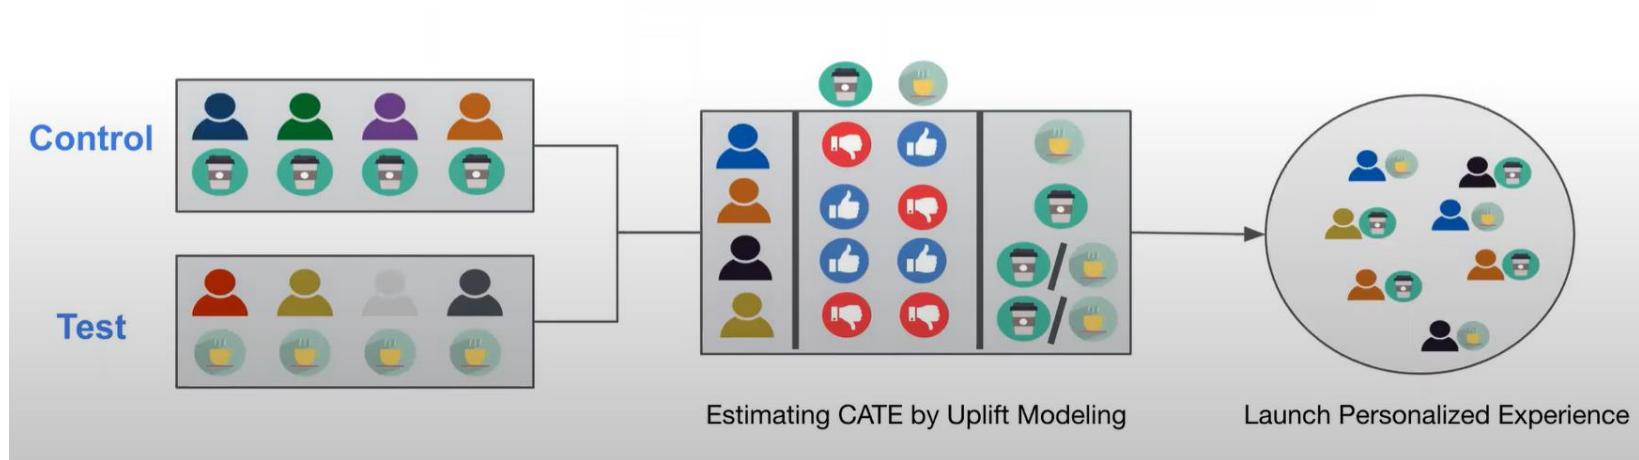 Control
Test
Estimating CATE by Uplift Modeling
Launch Personalized Experience